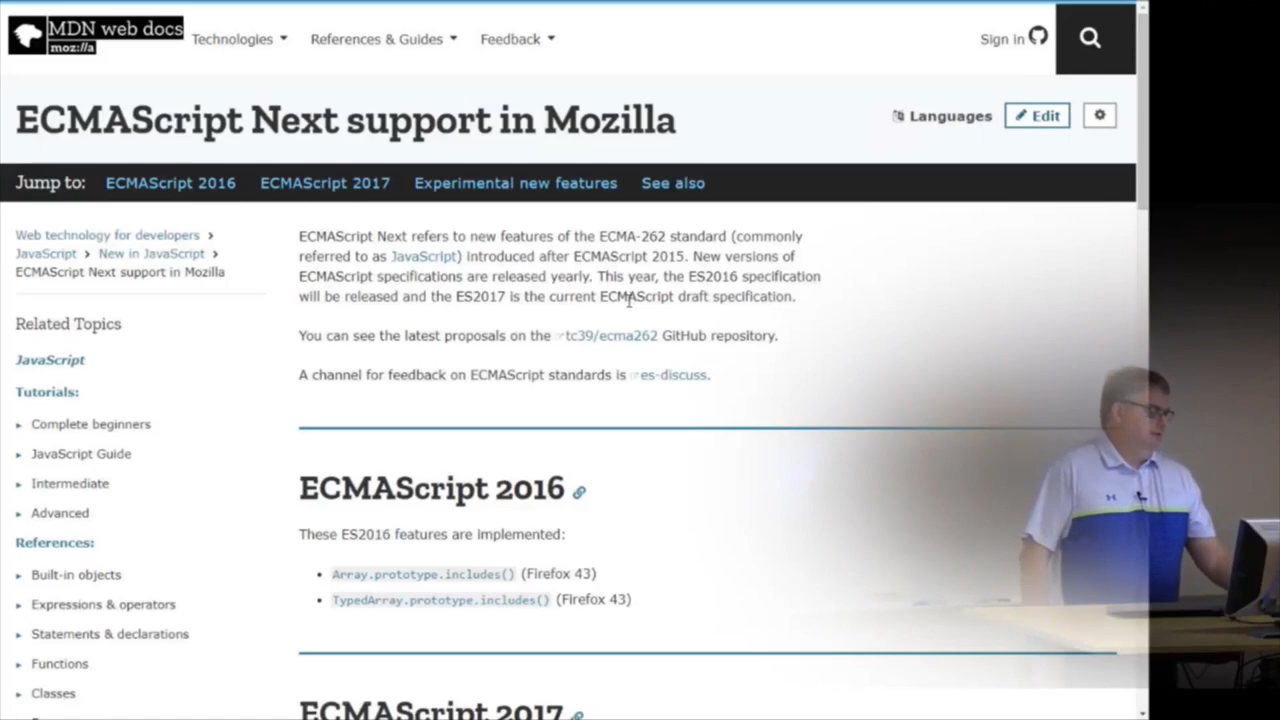 MDN web docs
moz://a
Technologies
References & Guides
Feedback
Sign in
ECMAScript Next support in Mozilla
Languages
Edit
Jump to:
ECMAScript 2016
ECMAScript 2017
Experimental new features
See also
Web technology for developers
JavaScript
New in JavaScript
ECMAScript Next support in Mozilla
Related Topics
JavaScript
Tutorials:
Complete beginners
JavaScript Guide
Intermediate
Advanced
References:
Built-in objects
Expressions & operators
Statements & declarations
Functions
Classes
ECMAScript Next refers to new features of the ECMA-262 standard (commonly
referred to as JavaScript) introduced after ECMAScript 2015. New versions of
ECMAScript specifications are released yearly. This year, the ES2016 specification
will be released and the ES2017 is the current ECMAScript draft specification.
You can see the latest proposals on the tc39/ecma262 GitHub repository.
A channel for feedback on ECMAScript standards is es-discuss.
ECMAScript 2016
These ES2016 features are implemented:
• Array.prototype.includes() (Firefox 43)
• TypedArray.prototype.includes() (Firefox 43)
ECMAScript 2017